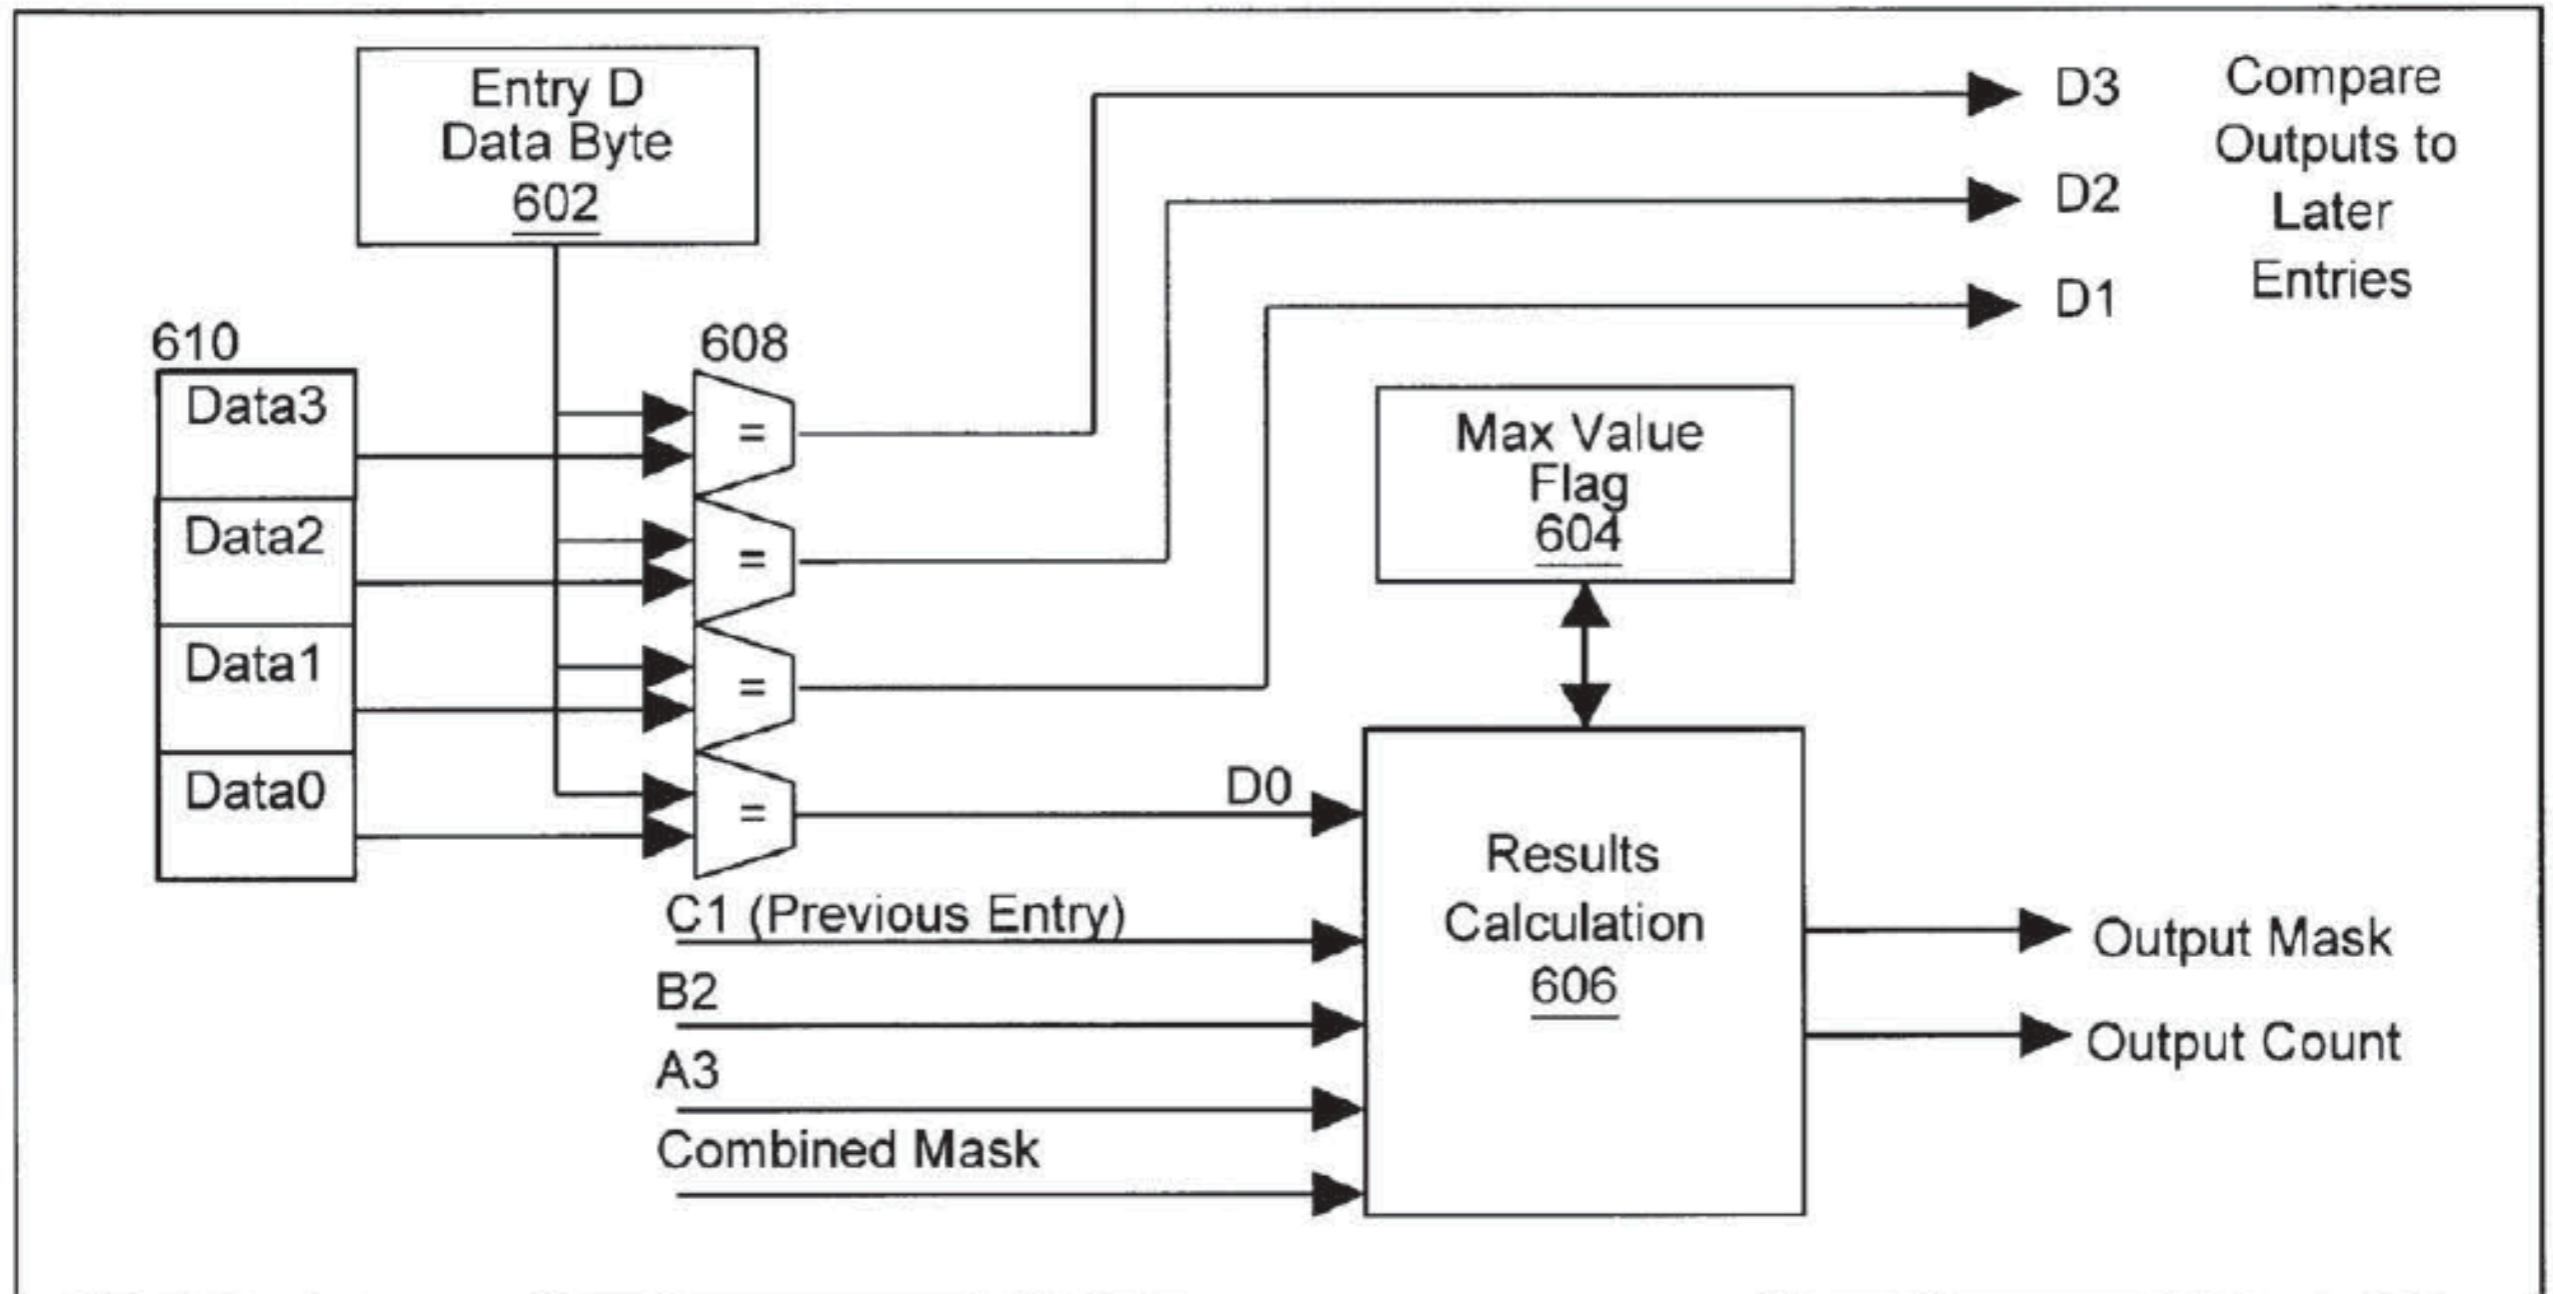 Entry D
Data Byte
602
D3
D2
D1
Compare
Outputs to
Later
Entries
610
608
Data3
=
Data2
=
Data1
=
Data0
=
Max Value
Flag
604
D0
C1 (Previous Entry)
B2
A3
Combined Mask
Results
Calculation
606
Output Mask
Output Count